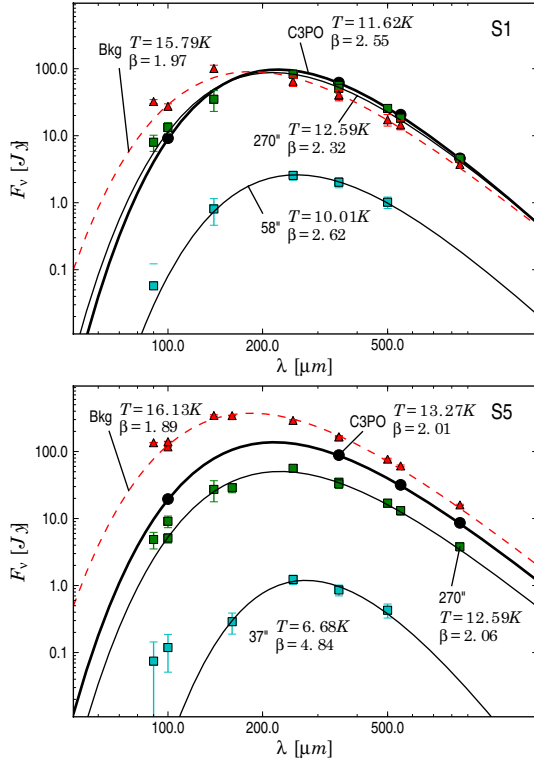 S1
Bkg T=15.79K
β=1.97
C3PO T=11.62K
β=2.55
270" T=12.59K
β=2.32
58" T=10.01K
β=2.62
100.0
10.0
1.0
0.1
F_ν [Jy]
100.0 200.0 500.0
λ [μm]
S5
Bkg T=16.13K
β=1.89
C3PO T=13.27K
β=2.01
270"
T=12.59K
β=2.06
37" T=6.68K
β=4.84
100.0
10.0
1.0
0.1
F_ν [Jy]
100.0 200.0 500.0
λ [μm]